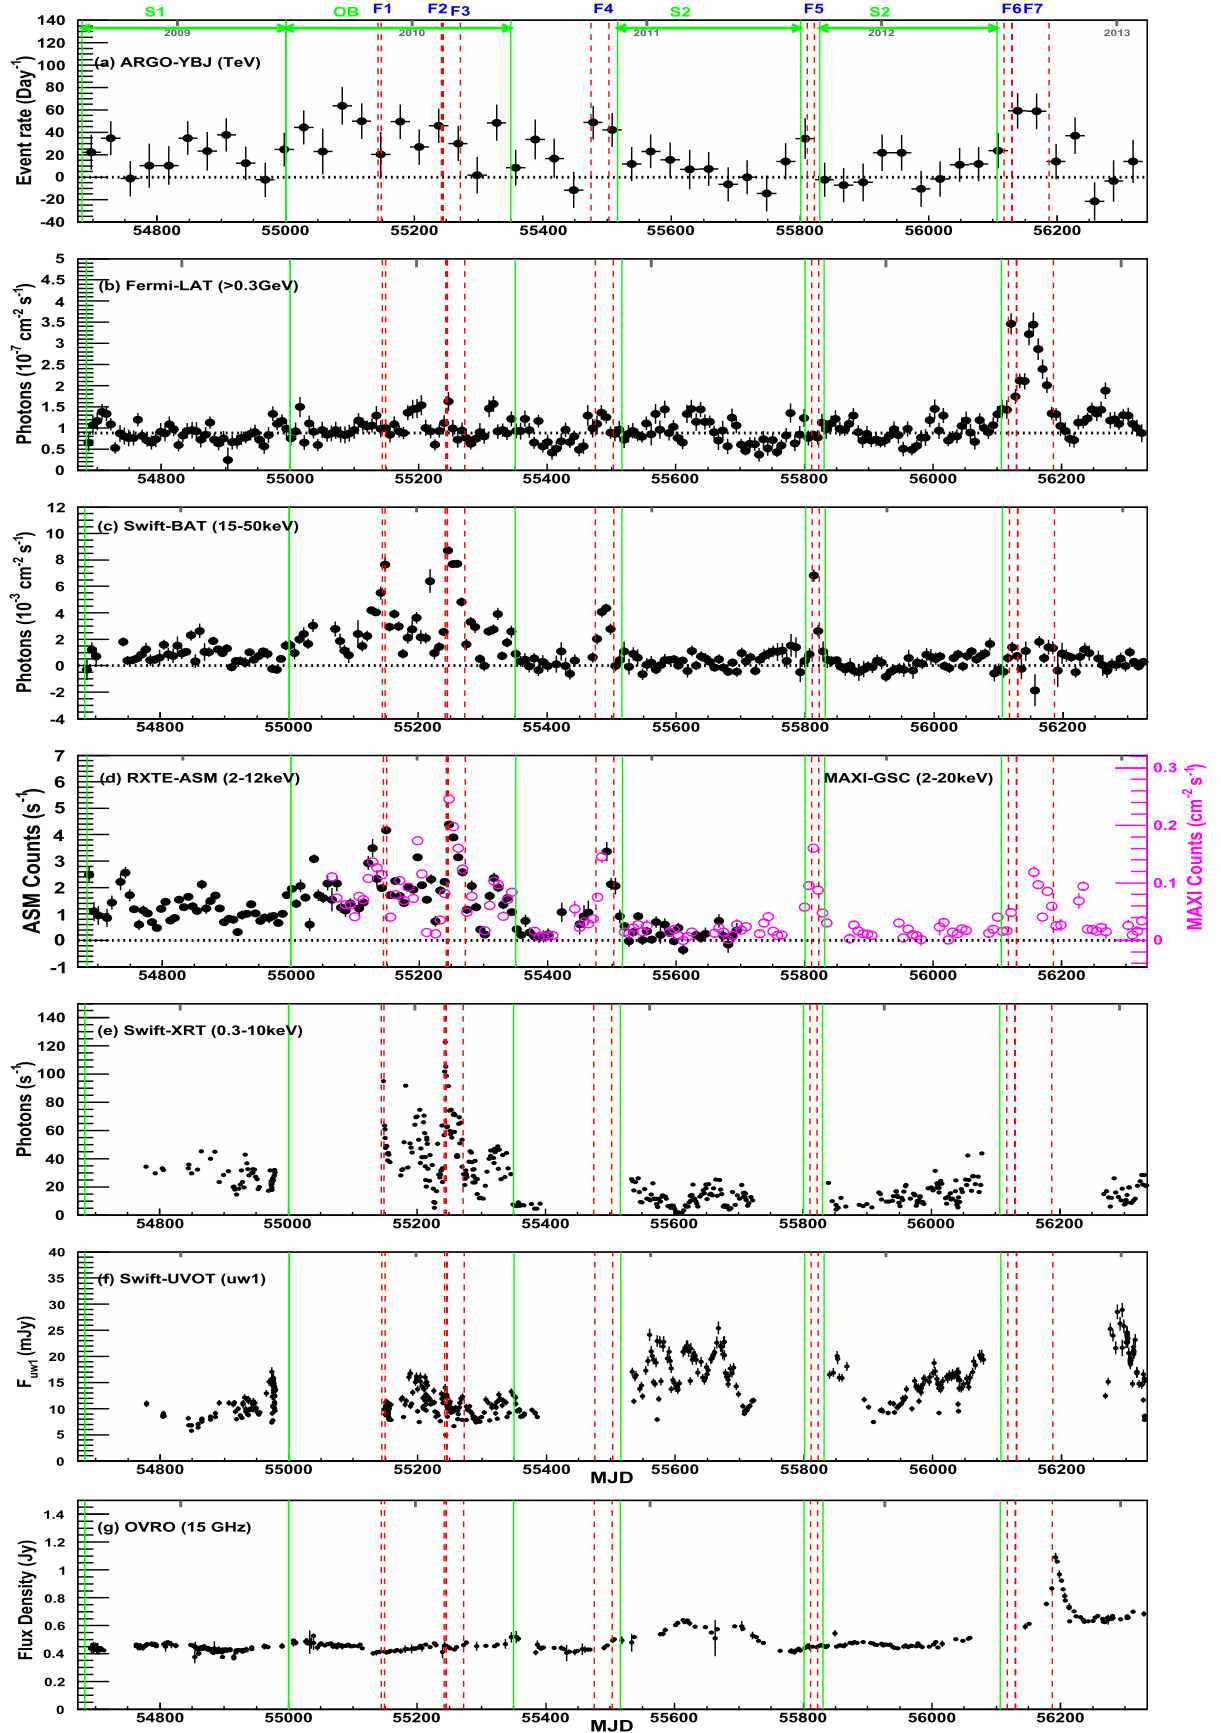 S1 OB F1 F2 F3 F4 S2 F5 S2 F6 F7
2009 2010 2011 2012 2013
(a) ARGO-YBJ (TeV)
Event rate (Day⁻¹)
140
120
100
80
60
40
20
0
-20
-40
54800 55000 55200 55400 55600 55800 56000 56200
(b) Fermi-LAT (>0.3GeV)
Photons (10⁻⁷ cm⁻² s⁻¹)
5
4.5
4
3.5
3
2.5
2
1.5
1
0.5
0
54800 55000 55200 55400 55600 55800 56000 56200
(c) Swift-BAT (15-50keV)
Photons (10⁻³ cm⁻² s⁻¹)
12
10
8
6
4
2
0
-2
-4
54800 55000 55200 55400 55600 55800 56000 56200
(d) RXTE-ASM (2-12keV) MAXI-GSC (2-20keV)
ASM Counts (s⁻¹)
7
6
5
4
3
2
1
0
-1
0.3
0.2
0.1
0
MAXI Counts (cm⁻² s⁻¹)
54800 55000 55200 55400 55600 55800 56000 56200
(e) Swift-XRT (0.3-10keV)
Photons (s⁻¹)
140
120
100
80
60
40
20
0
54800 55000 55200 55400 55600 55800 56000 56200
(f) Swift-UVOT (uw1)
F_uw1 (mJy)
40
35
30
25
20
15
10
5
0
54800 55000 55200 55400 55600 55800 56000 56200
MJD
(g) OVRO (15 GHz)
Flux Density (Jy)
1.4
1.2
1
0.8
0.6
0.4
0.2
0
54800 55000 55200 55400 55600 55800 56000 56200
MJD